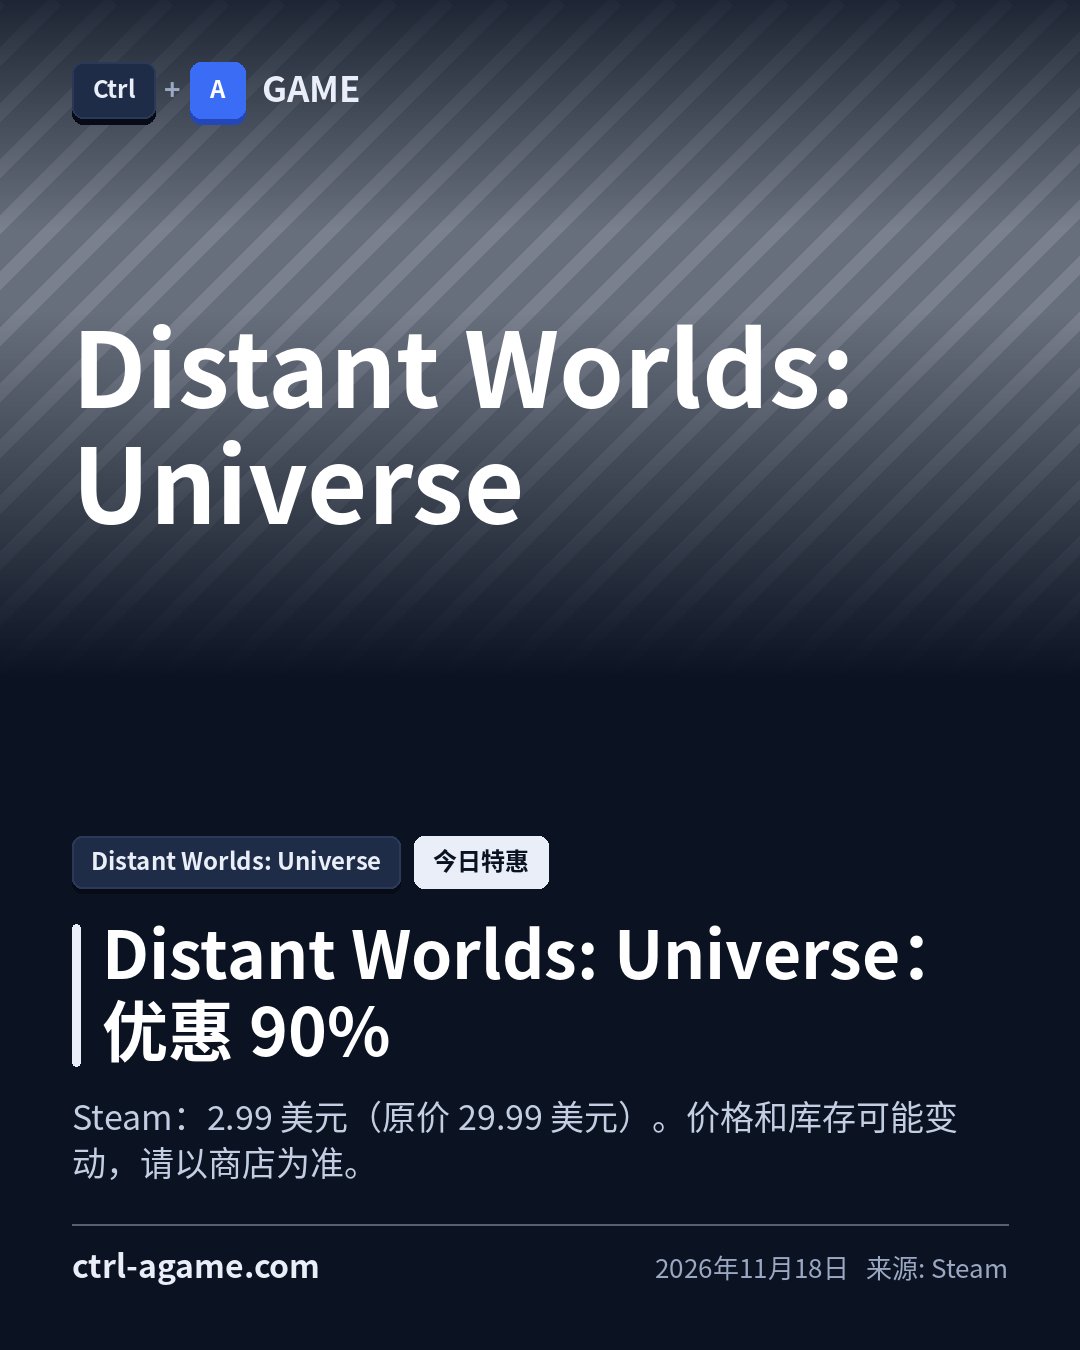 Ctrl + A GAME
Distant Worlds:
Universe
Distant Worlds: Universe 今日特惠
Distant Worlds: Universe：
优惠 90%
Steam：2.99 美元（原价 29.99 美元）。价格和库存可能变
动，请以商店为准。
ctrl-agame.com 2026年11月18日 来源: Steam